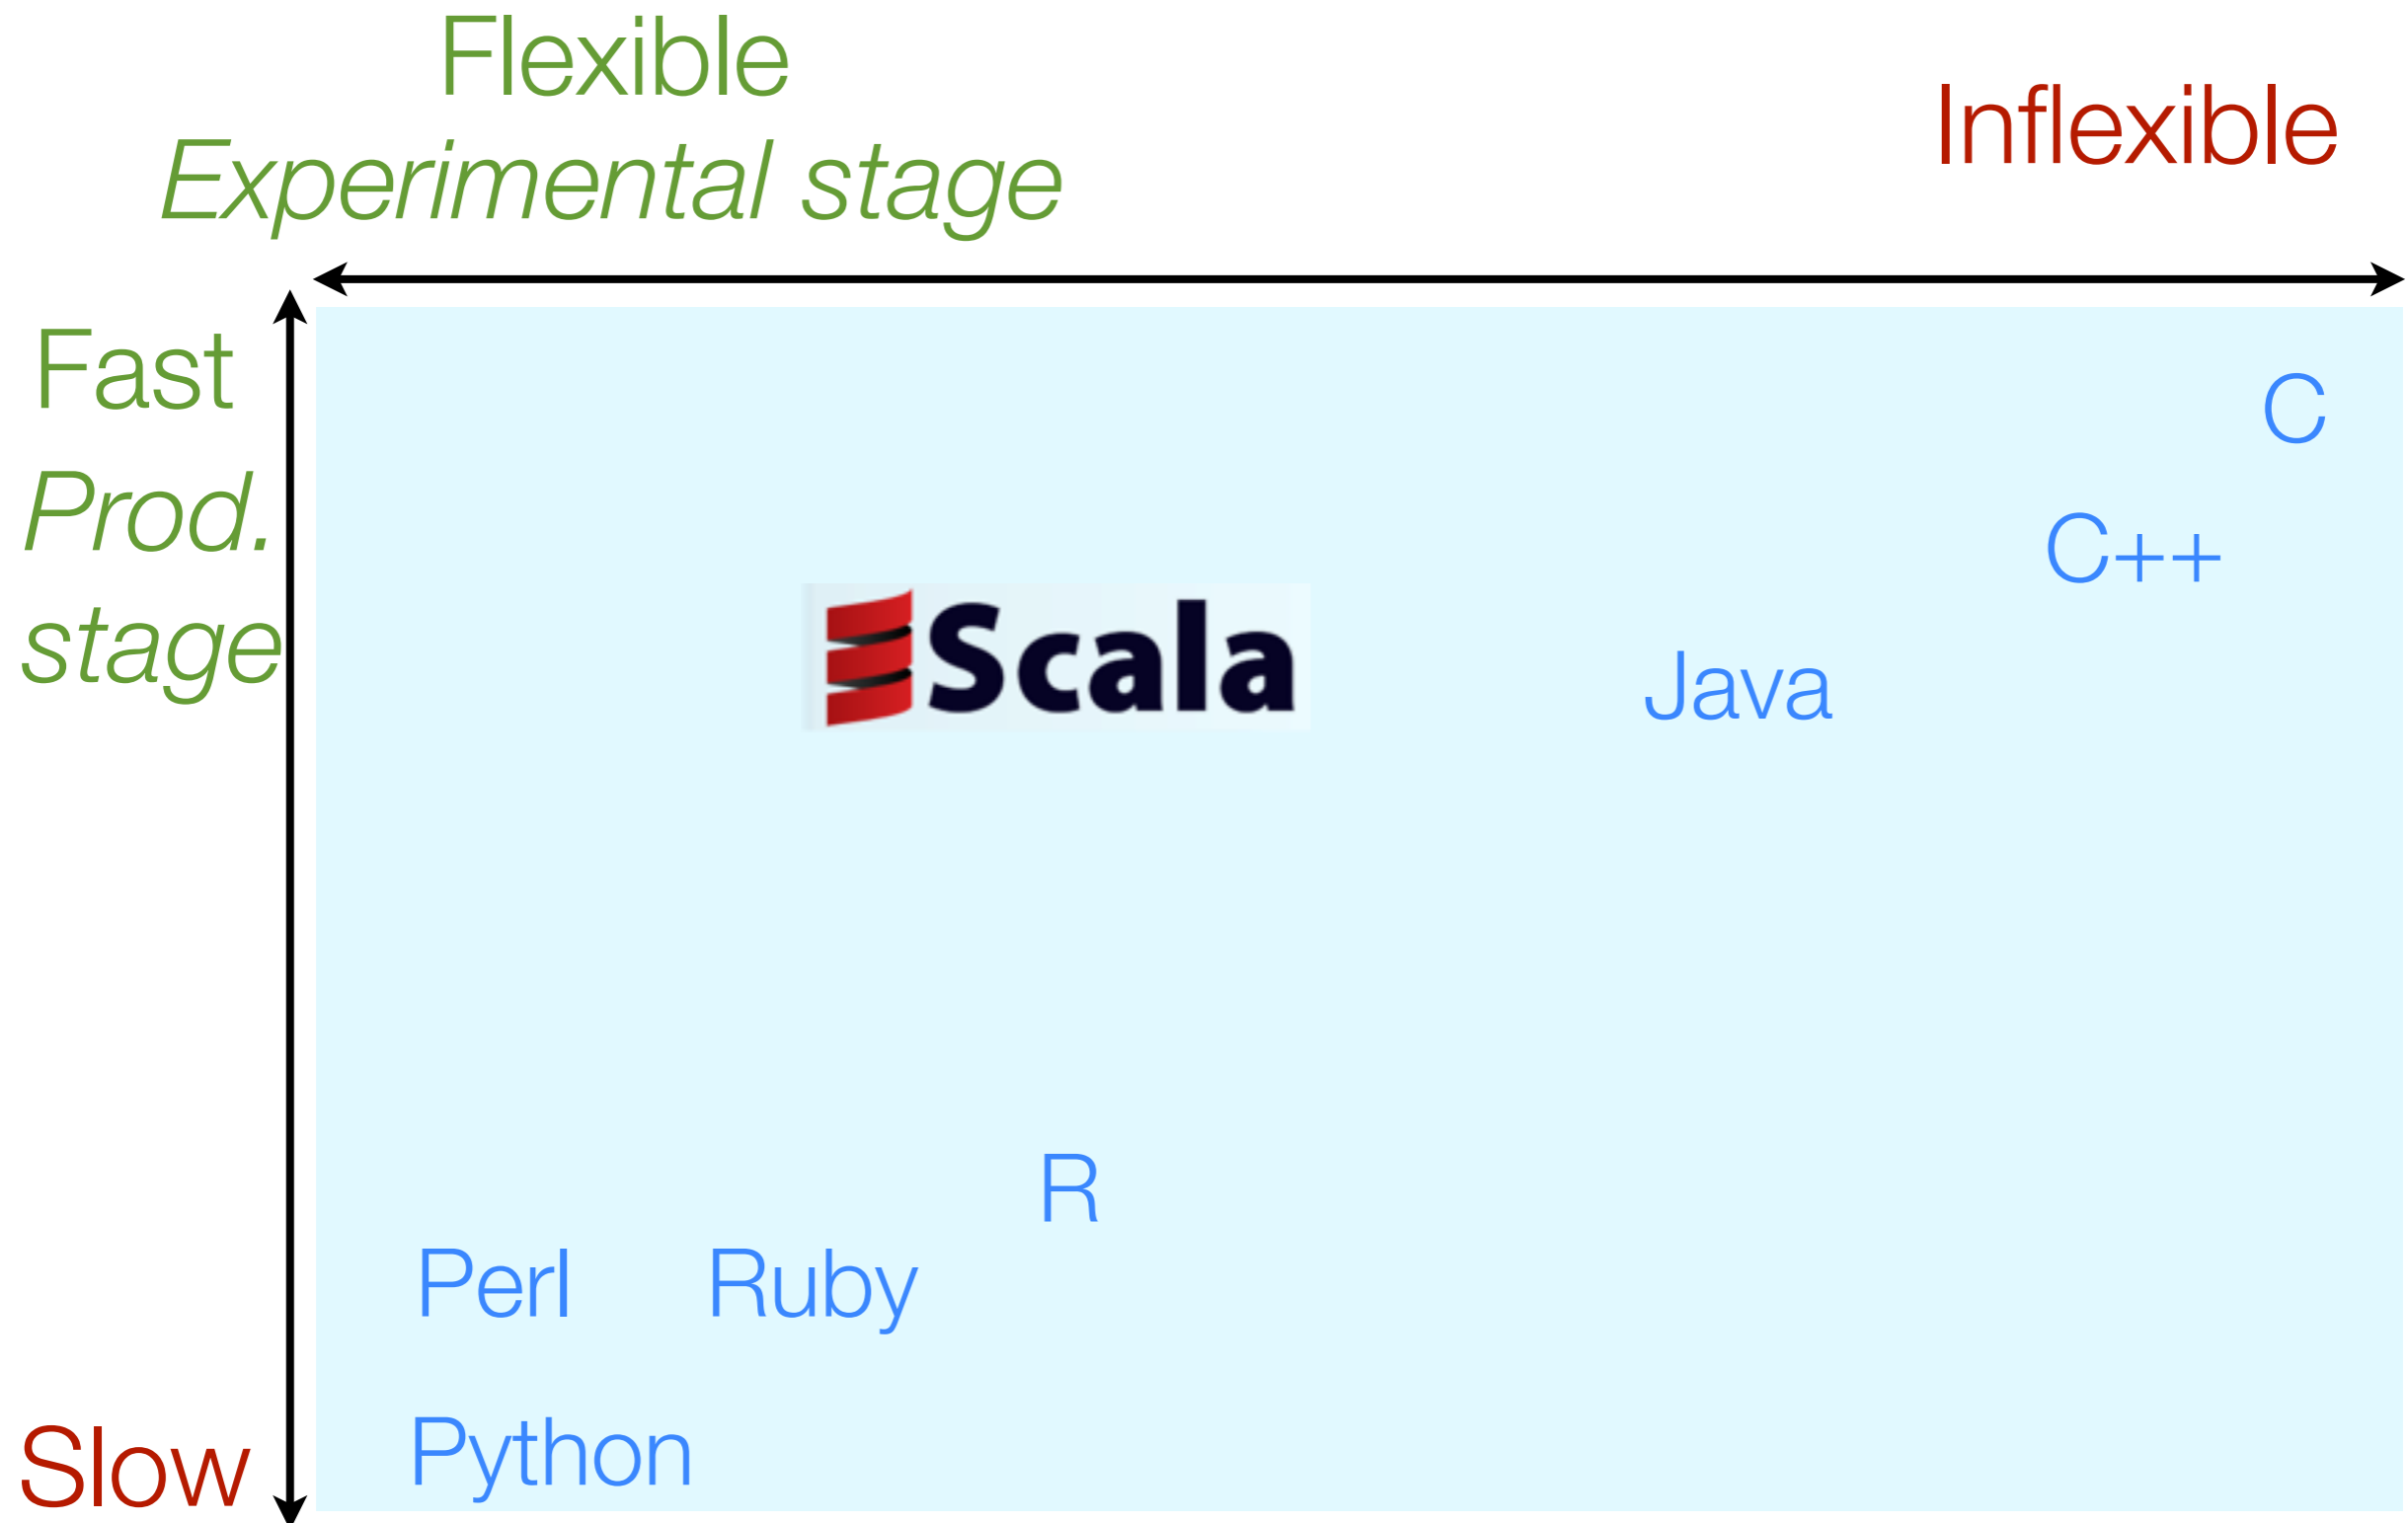 Flexible
Inflexible
Experimental stage
Fast
C
Prod.
C++
stage
Scala
Java
R
Perl
Ruby
Python
Slow